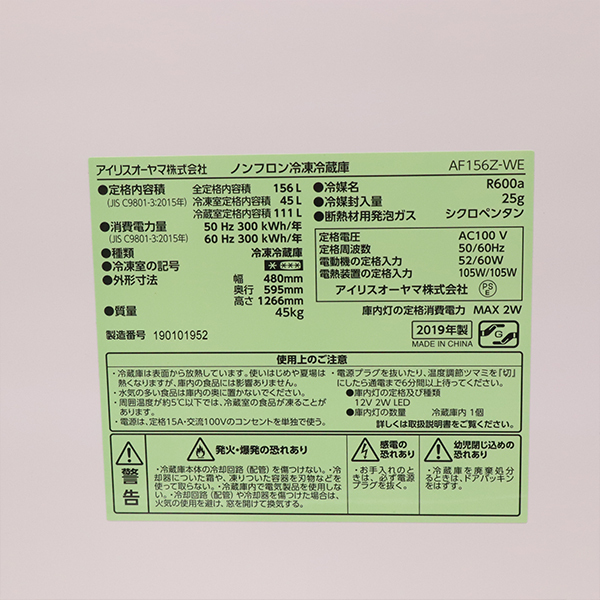 アイリスオーヤマ株式会社 ノンフロン冷凍冷蔵庫 AF156Z-WE
●定格内容積 全定格内容積 156 L
(JIS C9801-3:2015年) 冷凍室定格内容積 45 L
冷蔵室定格内容積 111 L
●消費電力量 50 Hz 300 kWh/年
(JIS C9801-3:2015年) 60 Hz 300 kWh/年
●種類 冷凍冷蔵庫
●冷凍室の記号
●外形寸法 幅 480mm
奥行 595mm
高さ 1266mm
●質量 45kg
製造番号 190101952
●冷媒名 R600a
●冷媒封入量 25g
●断熱材用発泡ガス シクロペンタン
定格電圧 AC100 V
定格周波数 50/60Hz
電動機の定格入力 52/60W
電熱装置の定格入力 105W/105W
アイリスオーヤマ株式会社
PS
E
庫内灯の定格消費電力 MAX 2W
2019年製
MADE IN CHINA
使用上のご注意
・冷蔵庫は表面から放熱しています。使いはじめや夏場は
熱くなりますが、庫内の食品には影響ありません。
・水気の多い食品は庫内の奥に置かないでください。
・周囲温度が約5℃以下では、冷蔵室の食品が凍ることが
あります。
・電源は、定格15A・交流100Vのコンセントを単独で使う。
・電源プラグを抜いたり、温度調節ツマミを「切」
にしたら通電まで6分間以上待ってください。
●庫内灯の定格及び種類
12V 2W LED
●庫内灯の数量 冷蔵庫内 1個
詳しくは取扱説明書をご覧ください。
警告
発火・爆発の恐れあり
・冷蔵庫本体の冷却回路（配管）を傷つけない。／冷
却器についた霜や、凍りついた容器を刃物などを
使って取らない。／庫内で電気製品を使用しな
い。／冷却回路（配管）や冷却器を傷つけた場合は、
火気の使用を避け、窓を開けて換気する。
感電の
恐れあり
・お手入れのと
きは、必ず電源
プラグを抜く。
幼児閉じ込めの
恐れあり
・冷蔵庫を廃棄処分
するときは、ドアパッキン
をはずす。